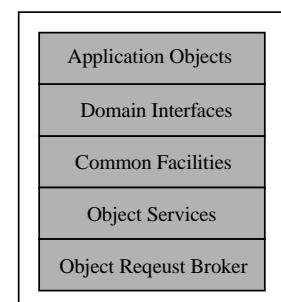 Application Objects
Domain Interfaces
Common Facilities
Object Services
Object Reqeust Broker